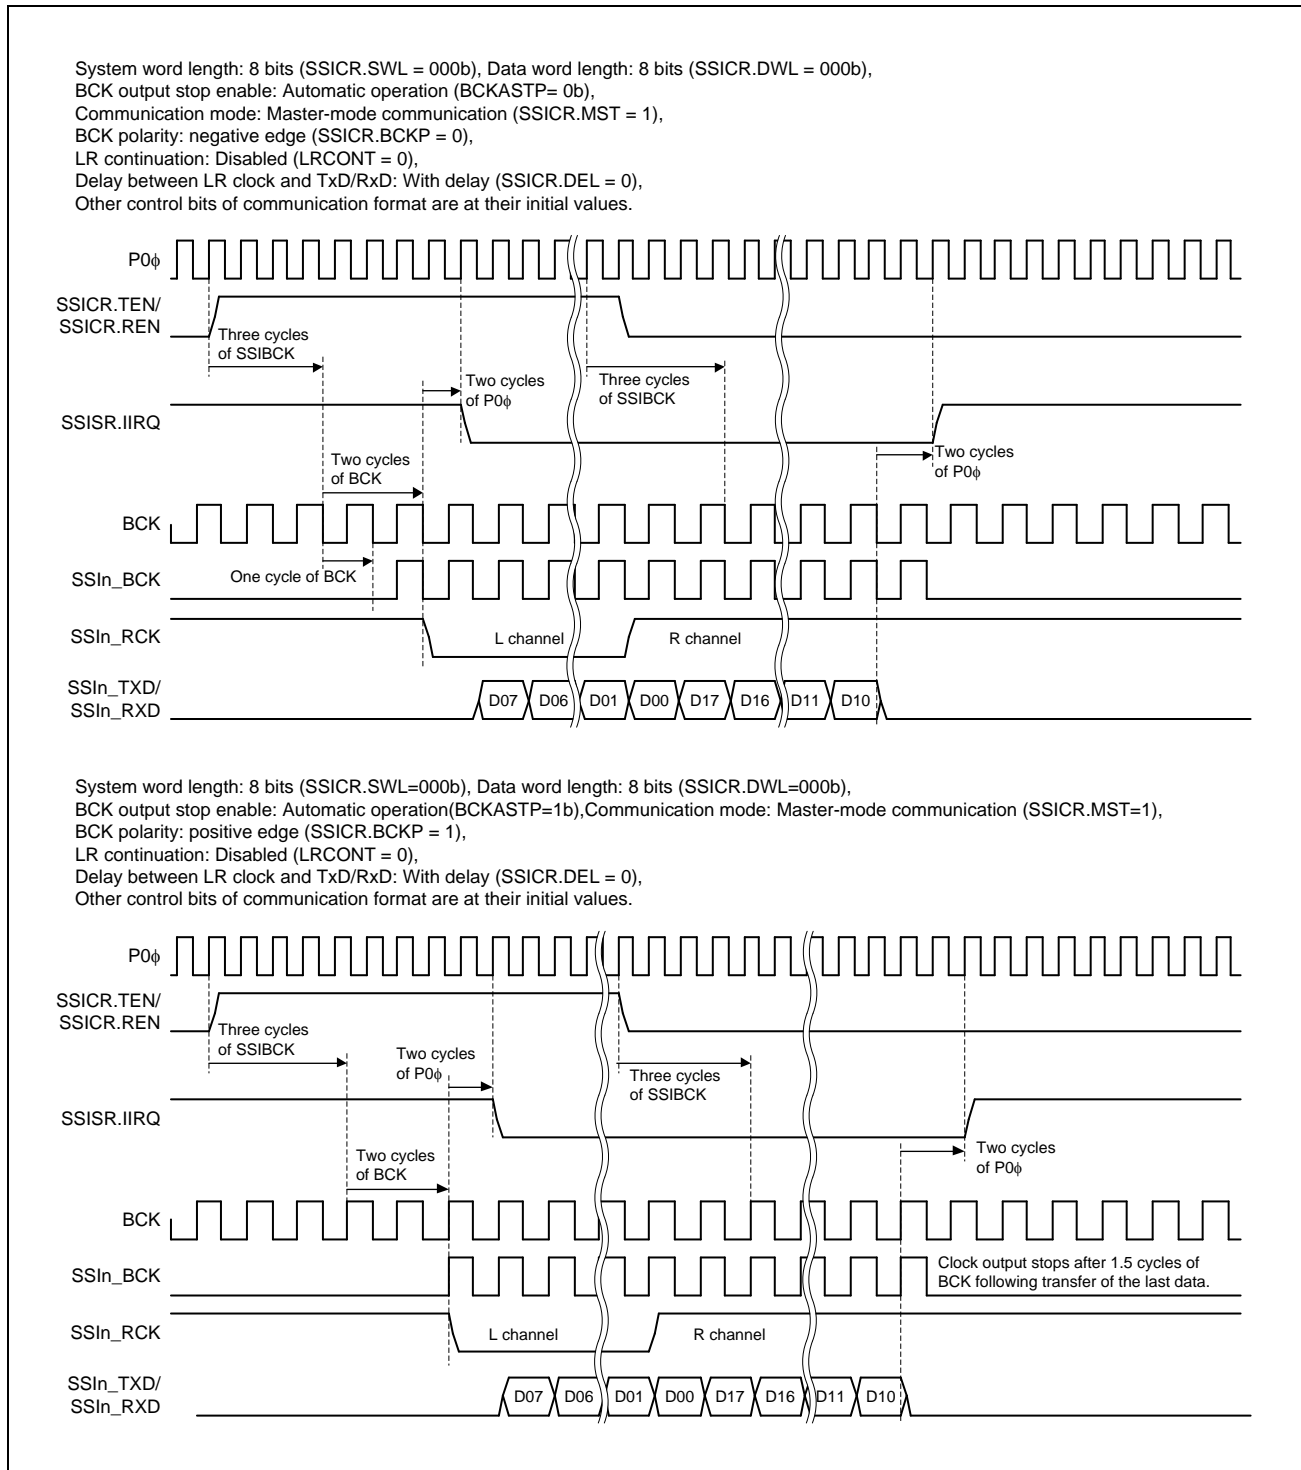 System word length: 8 bits (SSICR.SWL = 000b), Data word length: 8 bits (SSICR.DWL = 000b),
BCK output stop enable: Automatic operation (BCKASTP= 0b),
Communication mode: Master-mode communication (SSICR.MST = 1),
BCK polarity: negative edge (SSICR.BCKP = 0),
LR continuation: Disabled (LRCONT = 0),
Delay between LR clock and TxD/RxD: With delay (SSICR.DEL = 0),
Other control bits of communication format are at their initial values.
P0ϕ
SSICR.TEN/
SSICR.REN
Three cycles
of SSIBCK
Two cycles
of P0ϕ
Three cycles
of SSIBCK
SSISR.IIRQ
Two cycles
of P0ϕ
Two cycles
of BCK
BCK
One cycle of BCK
SSIn_BCK
SSIn_RCK
L channel
R channel
SSIn_TXD/
SSIn_RXD
D07 D06 D01 D00 D17 D16 D11 D10
System word length: 8 bits (SSICR.SWL=000b), Data word length: 8 bits (SSICR.DWL=000b),
BCK output stop enable: Automatic operation(BCKASTP=1b),Communication mode: Master-mode communication (SSICR.MST=1),
BCK polarity: positive edge (SSICR.BCKP = 1),
LR continuation: Disabled (LRCONT = 0),
Delay between LR clock and TxD/RxD: With delay (SSICR.DEL = 0),
Other control bits of communication format are at their initial values.
P0ϕ
SSICR.TEN/
SSICR.REN
Three cycles
of SSIBCK
Two cycles
of P0ϕ
Three cycles
of SSIBCK
SSISR.IIRQ
Two cycles
of P0ϕ
Two cycles
of BCK
BCK
SSIn_BCK
Clock output stops after 1.5 cycles of
BCK following transfer of the last data.
SSIn_RCK
L channel
R channel
SSIn_TXD/
SSIn_RXD
D07 D06 D01 D00 D17 D16 D11 D10